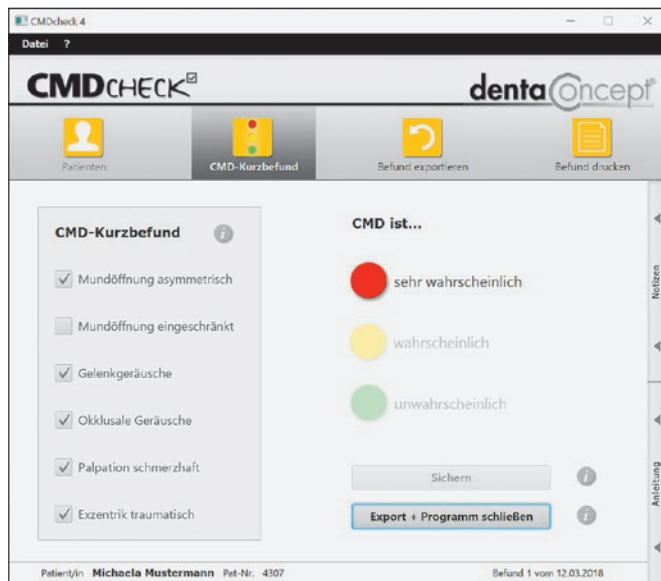 CMDcheck 4
Datei ?
CMDCHECK
dentaConcept®
Patienten
CMD-Kurzbefund
Befund exportieren
Befund drucken
CMD-Kurzbefund
Mundöffnung asymmetrisch
Mundöffnung eingeschränkt
Gelenkgeräusche
Okklusale Geräusche
Palpation schmerzhaft
Exzentrik traumatisch
CMD ist...
sehr wahrscheinlich
wahrscheinlich
unwahrscheinlich
Sichern
Export + Programm schließen
Notizen
Anleitung
Patient/in Michaela Mustermann Pat-Nr. 4307
Befund 1 vom 12.03.2018